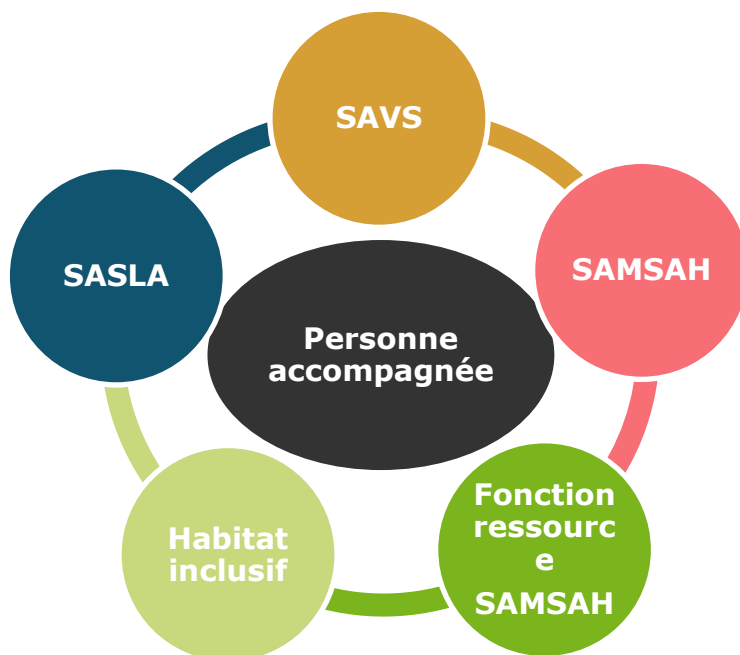 SAVS
SASLA
SAMSAH
Personne
accompagnée
Habitat
inclusif
Fonction
ressourc
e
SAMSAH